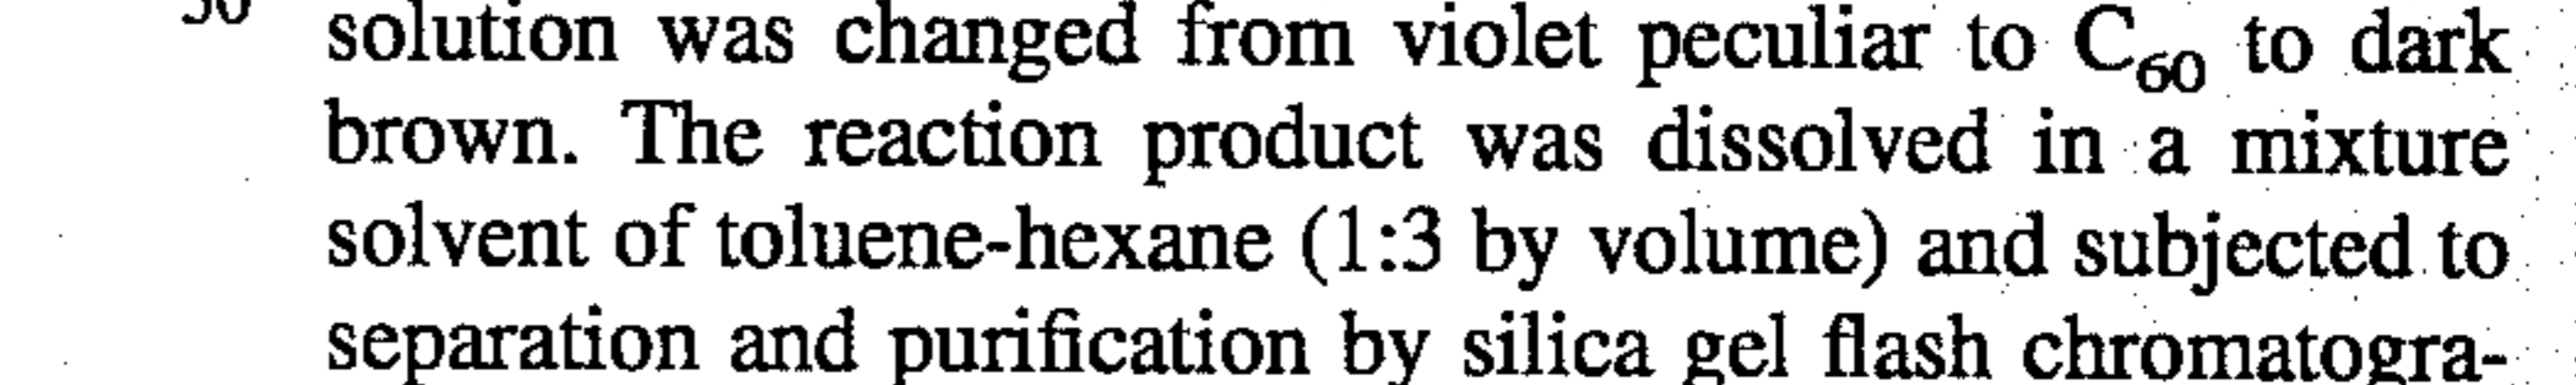 solution was changed from violet peculiar to C₆₀ to dark
brown. The reaction product was dissolved in a mixture
solvent of toluene-hexane (1:3 by volume) and subjected to
separation and purification by silica gel flash chromatogra-